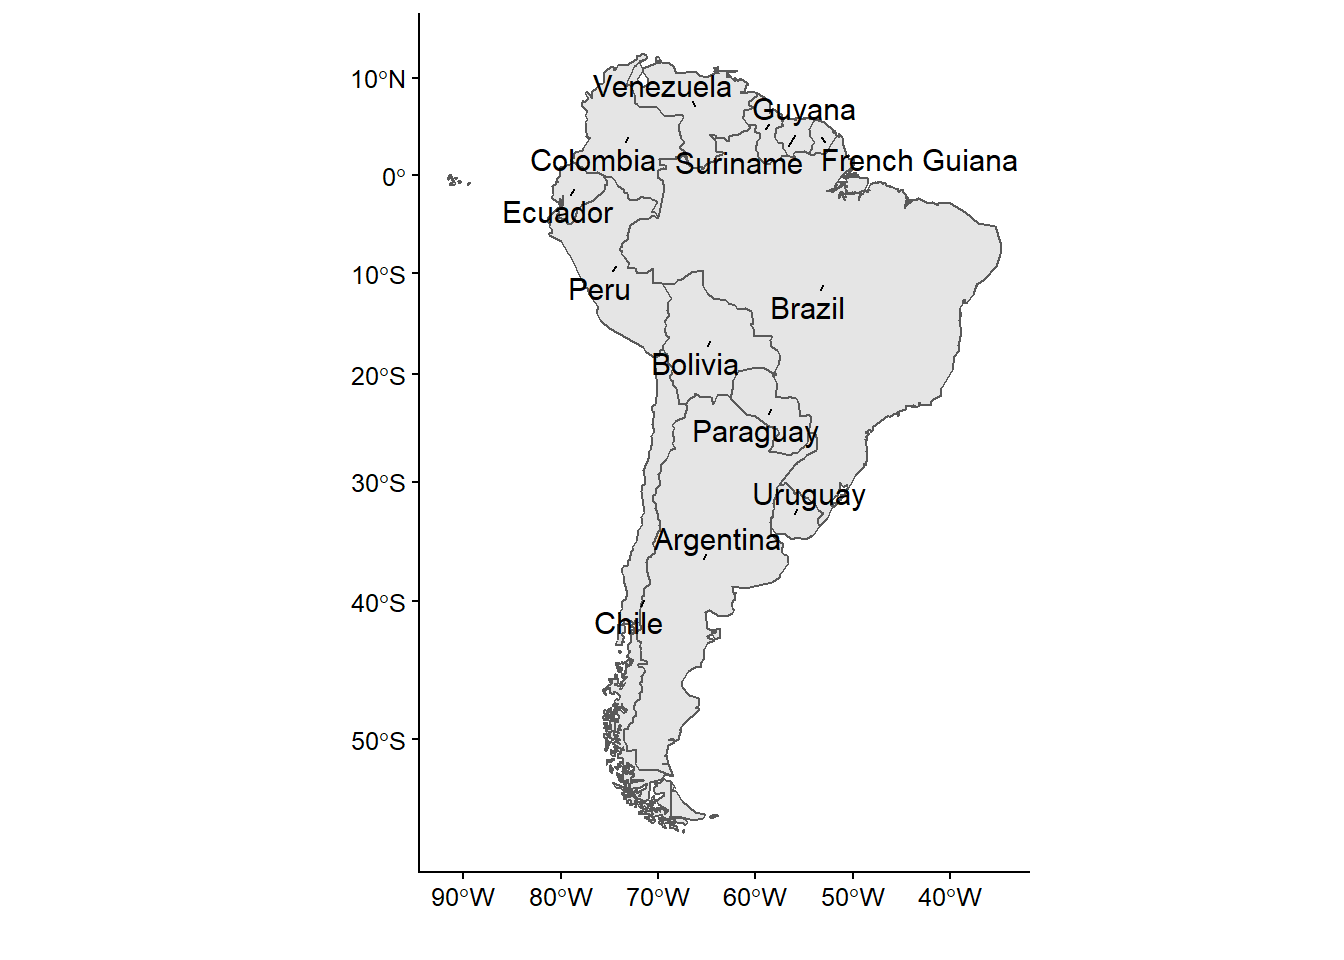 10°N
0°
10°S
20°S
30°S
40°S
50°S
Venezuela
Guyana
Colombia
Suriname
French Guiana
Ecuador
Peru
Brazil
Bolivia
Paraguay
Uruguay
Argentina
Chile
90°W
80°W
70°W
60°W
50°W
40°W